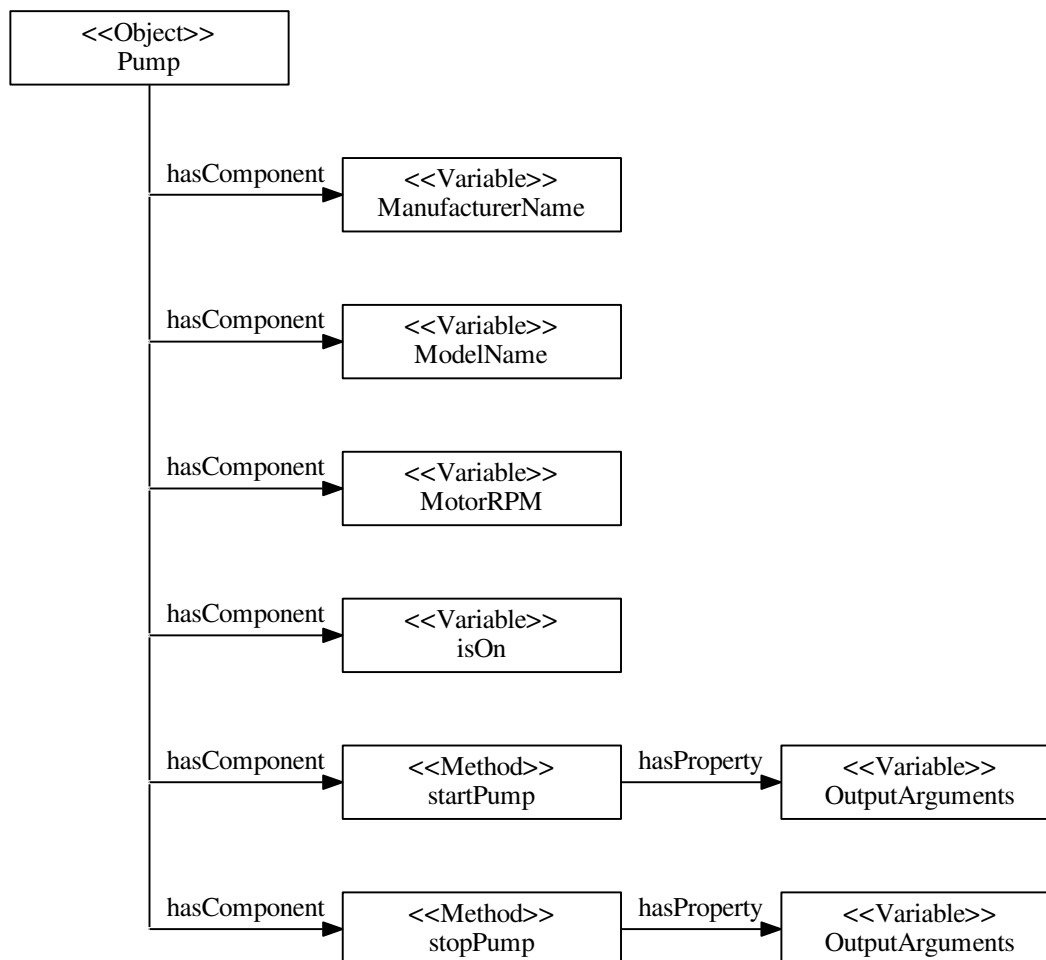 <<Object>>
Pump
hasComponent
<<Variable>>
ManufacturerName
hasComponent
<<Variable>>
ModelName
hasComponent
<<Variable>>
MotorRPM
hasComponent
<<Variable>>
isOn
hasComponent
<<Method>>
startPump
hasProperty
<<Variable>>
OutputArguments
hasComponent
<<Method>>
stopPump
hasProperty
<<Variable>>
OutputArguments